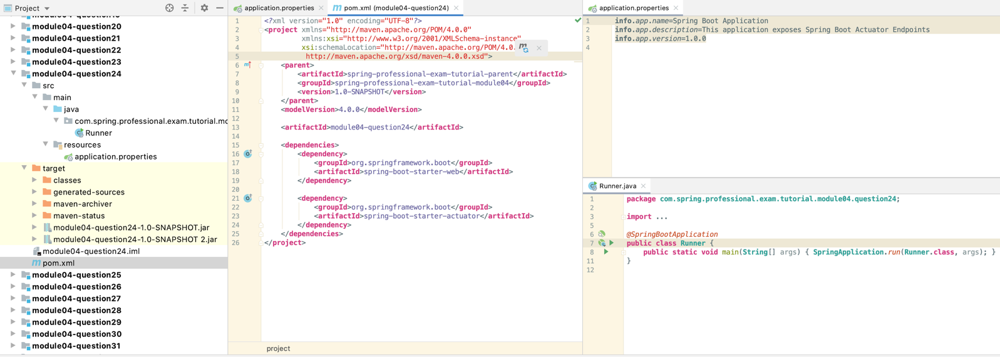 Project
module04-question20
module04-question21
module04-question22
module04-question23
module04-question24
src
main
java
com.spring.professional.exam.tutorial.mo
Runner
resources
application.properties
target
classes
generated-sources
maven-archiver
maven-status
module04-question24-1.0-SNAPSHOT.jar
module04-question24-1.0-SNAPSHOT 2.jar
module04-question24.iml
pom.xml
module04-question25
module04-question26
module04-question27
module04-question28
module04-question29
module04-question30
module04-question31
application.properties
pom.xml (module04-question24)
1 <?xml version="1.0" encoding="UTF-8"?>
2 <project xmlns="http://maven.apache.org/POM/4.0.0"
3 xmlns:xsi="http://www.w3.org/2001/XMLSchema-instance"
4 xsi:schemaLocation="http://maven.apache.org/POM/4.0.
5 http://maven.apache.org/xsd/maven-4.0.0.xsd">
6 <parent>
7 <artifactId>spring-professional-exam-tutorial-parent</artifactId>
8 <groupId>spring-professional-exam-tutorial-module04</groupId>
9 <version>1.0-SNAPSHOT</version>
10 </parent>
11 <modelVersion>4.0.0</modelVersion>
12
13 <artifactId>module04-question24</artifactId>
14
15 <dependencies>
16 <dependency>
17 <groupId>org.springframework.boot</groupId>
18 <artifactId>spring-boot-starter-web</artifactId>
19 </dependency>
20
21 <dependency>
22 <groupId>org.springframework.boot</groupId>
23 <artifactId>spring-boot-starter-actuator</artifactId>
24 </dependency>
25 </dependencies>
26 </project>
project
application.properties
1 info.app.name=Spring Boot Application
2 info.app.description=This application exposes Spring Boot Actuator Endpoints
3 info.app.version=1.0.0
4
Runner.java
1 package com.spring.professional.exam.tutorial.module04.question24;
2
3 import ...
5
6 @SpringBootApplication
7 public class Runner {
8 public static void main(String[] args) { SpringApplication.run(Runner.class, args); }
11 }
12